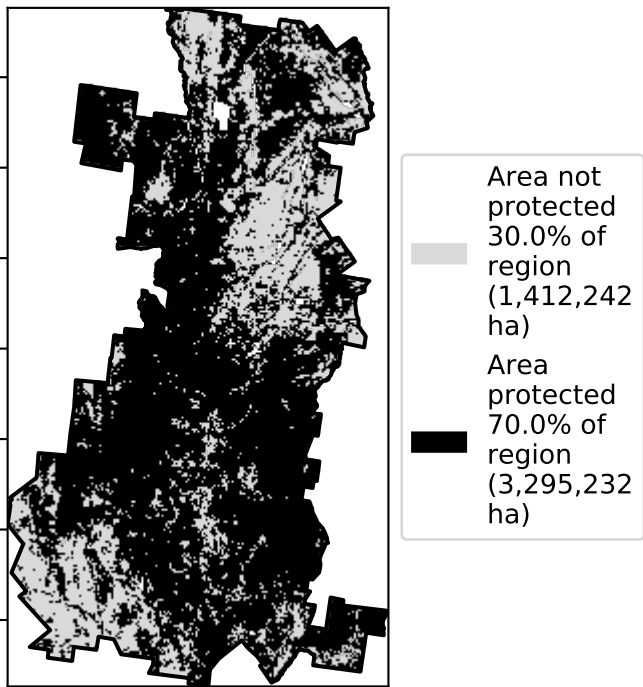 Area not
protected
30.0% of
region
(1,412,242
ha)
Area
protected
70.0% of
region
(3,295,232
ha)